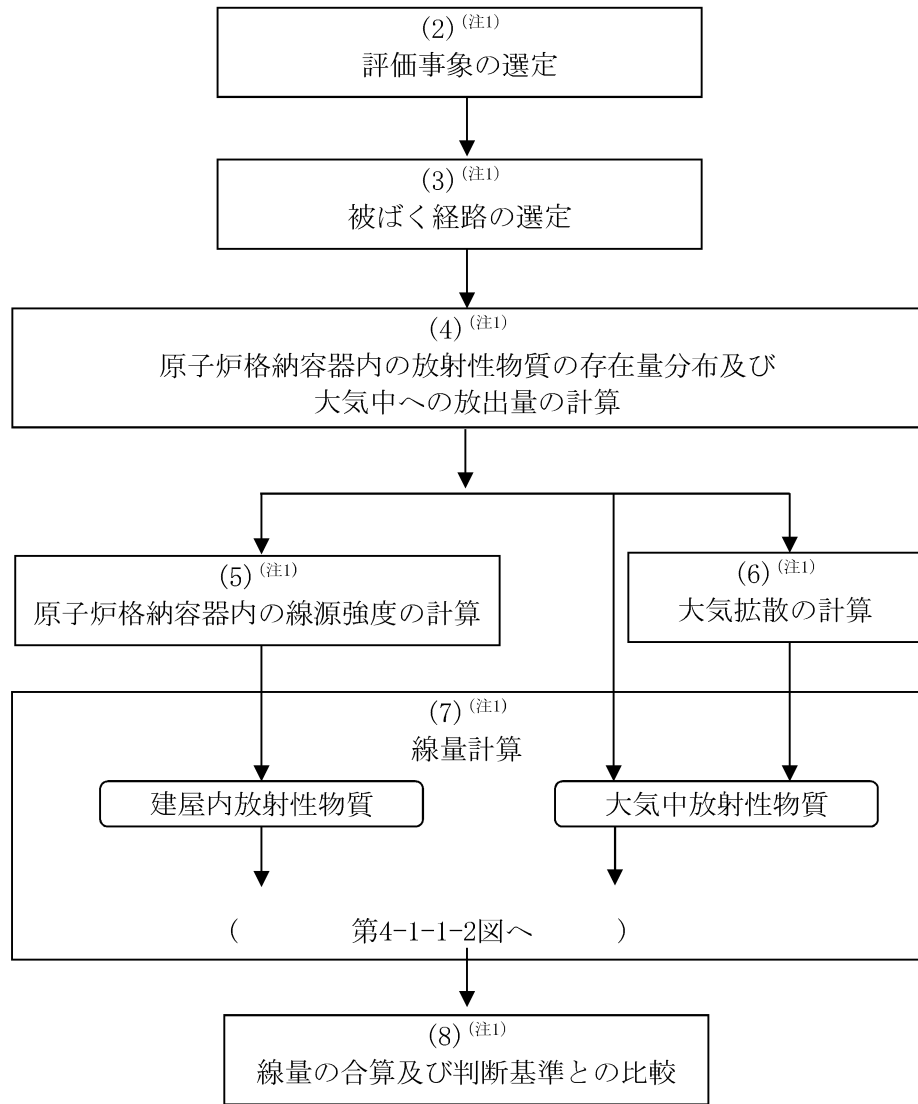 (2)(注1)
評価事象の選定
(3)(注1)
被ばく経路の選定
(4)(注1)
原子炉格納容器内の放射性物質の存在量分布及び
大気中への放出量の計算
(5)(注1)
原子炉格納容器内の線源強度の計算
(6)(注1)
大気拡散の計算
(7)(注1)
線量計算
建屋内放射性物質
大気中放射性物質
( 第4-1-1-2図へ )
(8)(注1)
線量の合算及び判断基準との比較